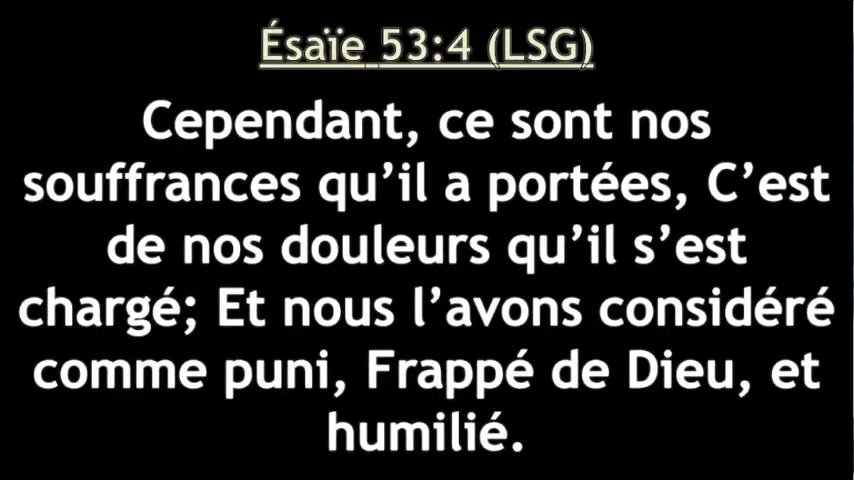 Ésaïe 53:4 (LSG)
Cependant, ce sont nos
souffrances qu’il a portées, C’est
de nos douleurs qu’il s’est
chargé; Et nous l’avons considéré
comme puni, Frappé de Dieu, et
humilié.